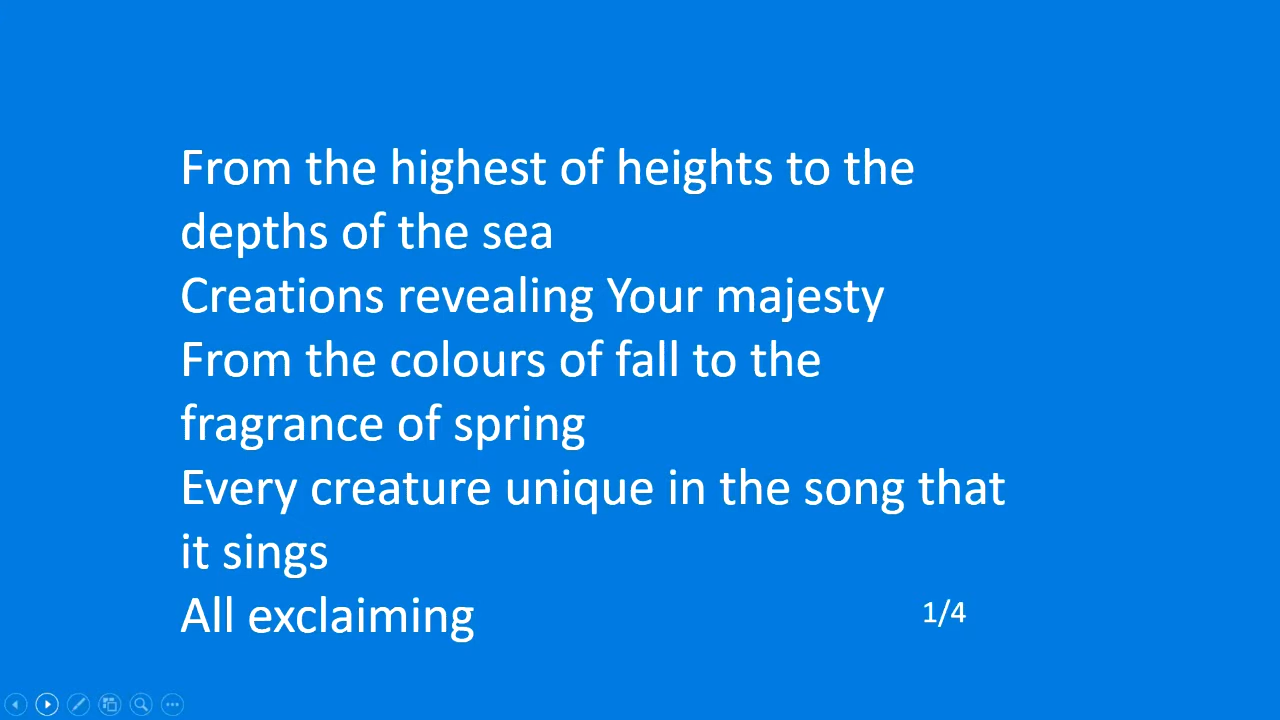 From the highest of heights to the
depths of the sea
Creations revealing Your majesty
From the colours of fall to the
fragrance of spring
Every creature unique in the song that
it sings
All exclaiming
1/4